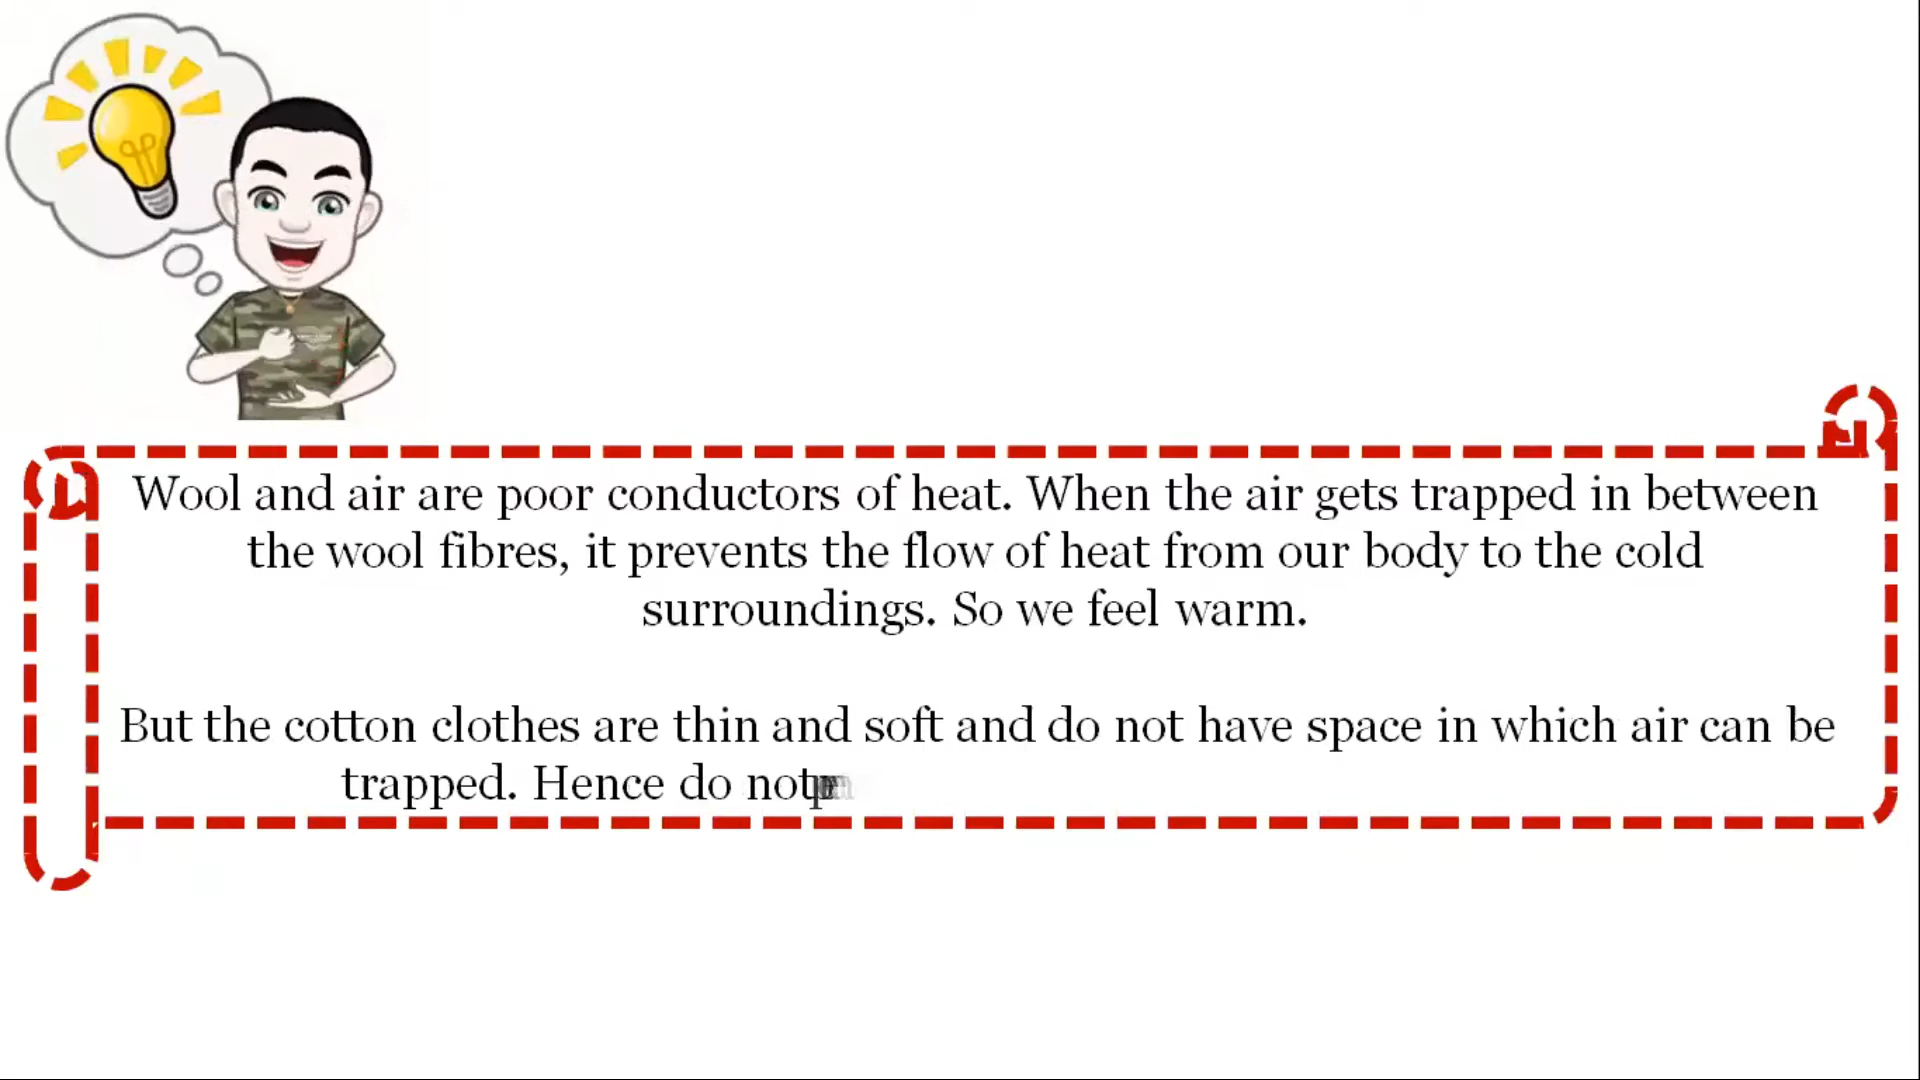 Wool and air are poor conductors of heat. When the air gets trapped in between
the wool fibres, it prevents the flow of heat from our body to the cold
surroundings. So we feel warm.
But the cotton clothes are thin and soft and do not have space in which air can be
trapped. Hence do not